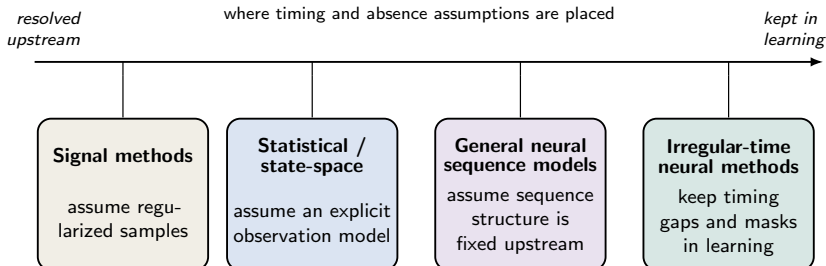 where timing and absence assumptions are placed
resolved
upstream
kept in
learning
Signal methods
assume regu-
larized samples
Statistical /
state-space
assume an explicit
observation model
General neural
sequence models
assume sequence
structure is
fixed upstream
Irregular-time
neural methods
keep timing
gaps and masks
in learning